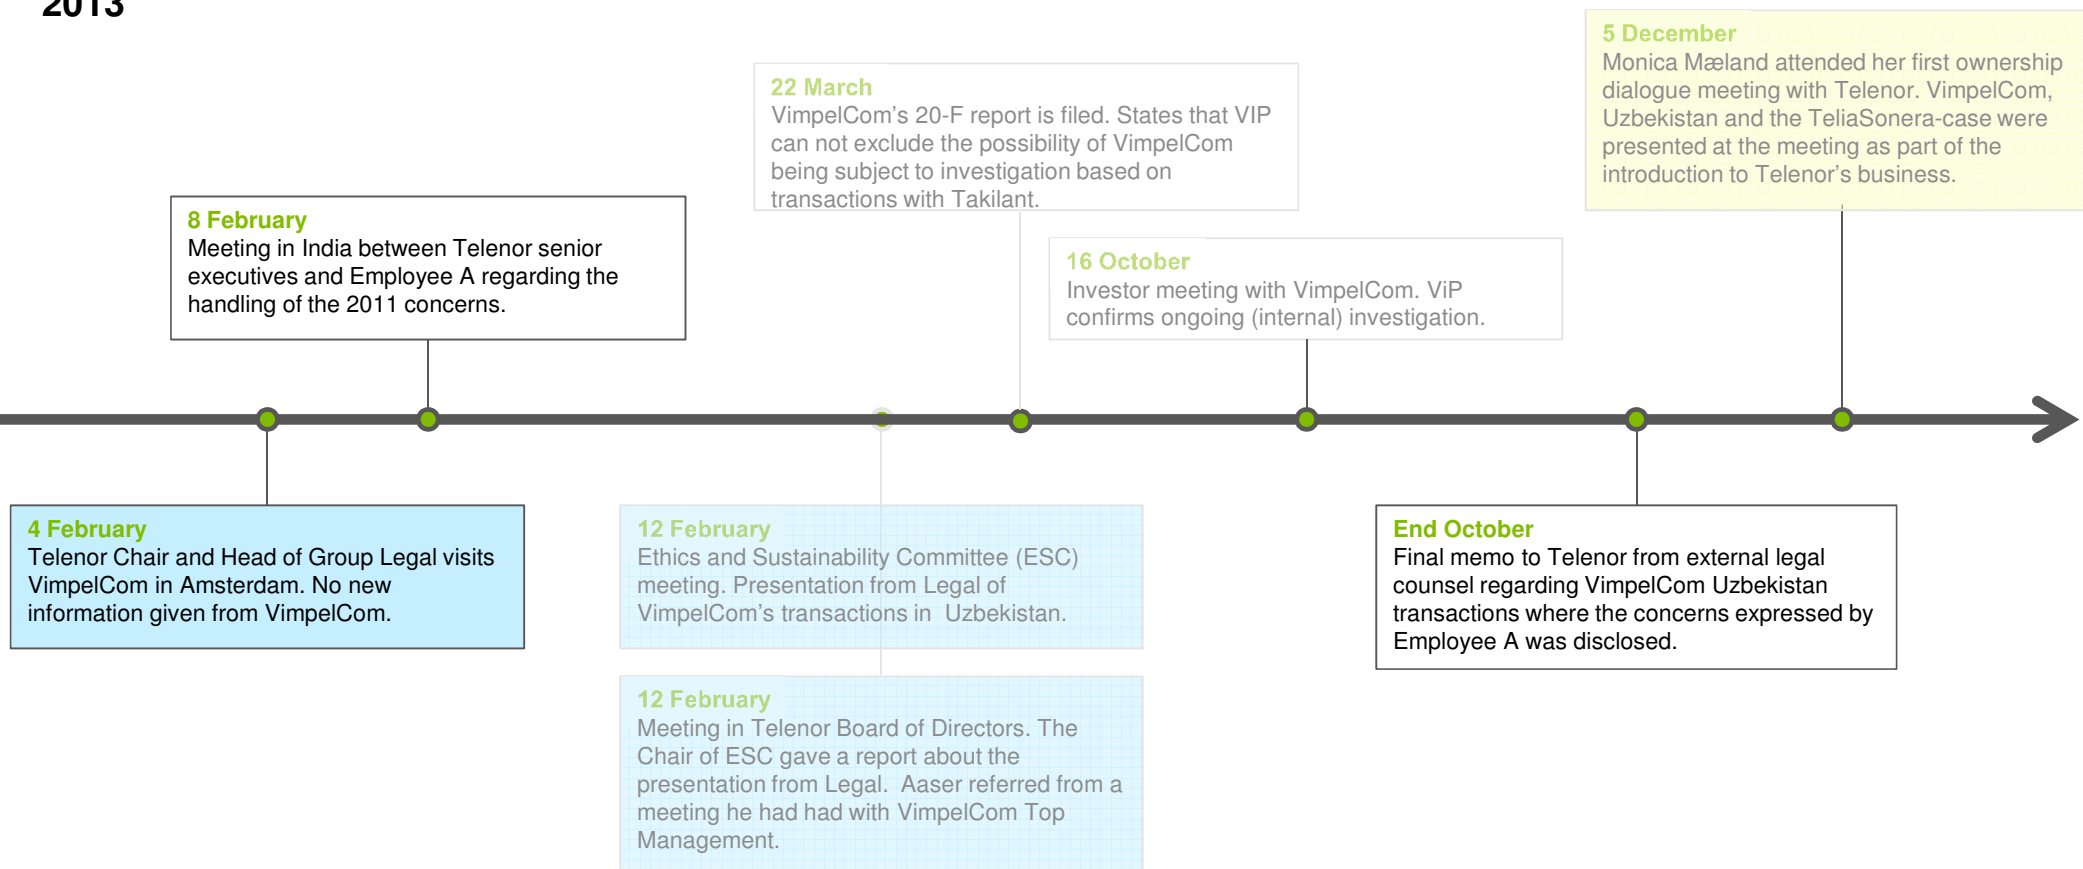 2013
5 December
Monica Mæland attended her first ownership
dialogue meeting with Telenor. VimpelCom,
Uzbekistan and the TeliaSonera-case were
presented at the meeting as part of the
introduction to Telenor's business.
22 March
VimpelCom's 20-F report is filed. States that VIP
can not exclude the possibility of VimpelCom
being subject to investigation based on
transactions with Takilant.
8 February
Meeting in India between Telenor senior
executives and Employee A regarding the
handling of the 2011 concerns.
16 October
Investor meeting with VimpelCom. ViP
confirms ongoing (internal) investigation.
4 February
Telenor Chair and Head of Group Legal visits
VimpelCom in Amsterdam. No new
information given from VimpelCom.
12 February
Ethics and Sustainability Committee (ESC)
meeting. Presentation from Legal of
VimpelCom's transactions in Uzbekistan.
12 February
Meeting in Telenor Board of Directors. The
Chair of ESC gave a report about the
presentation from Legal. Aaser referred from a
meeting he had had with VimpelCom Top
Management.
End October
Final memo to Telenor from external legal
counsel regarding VimpelCom Uzbekistan
transactions where the concerns expressed by
Employee A was disclosed.